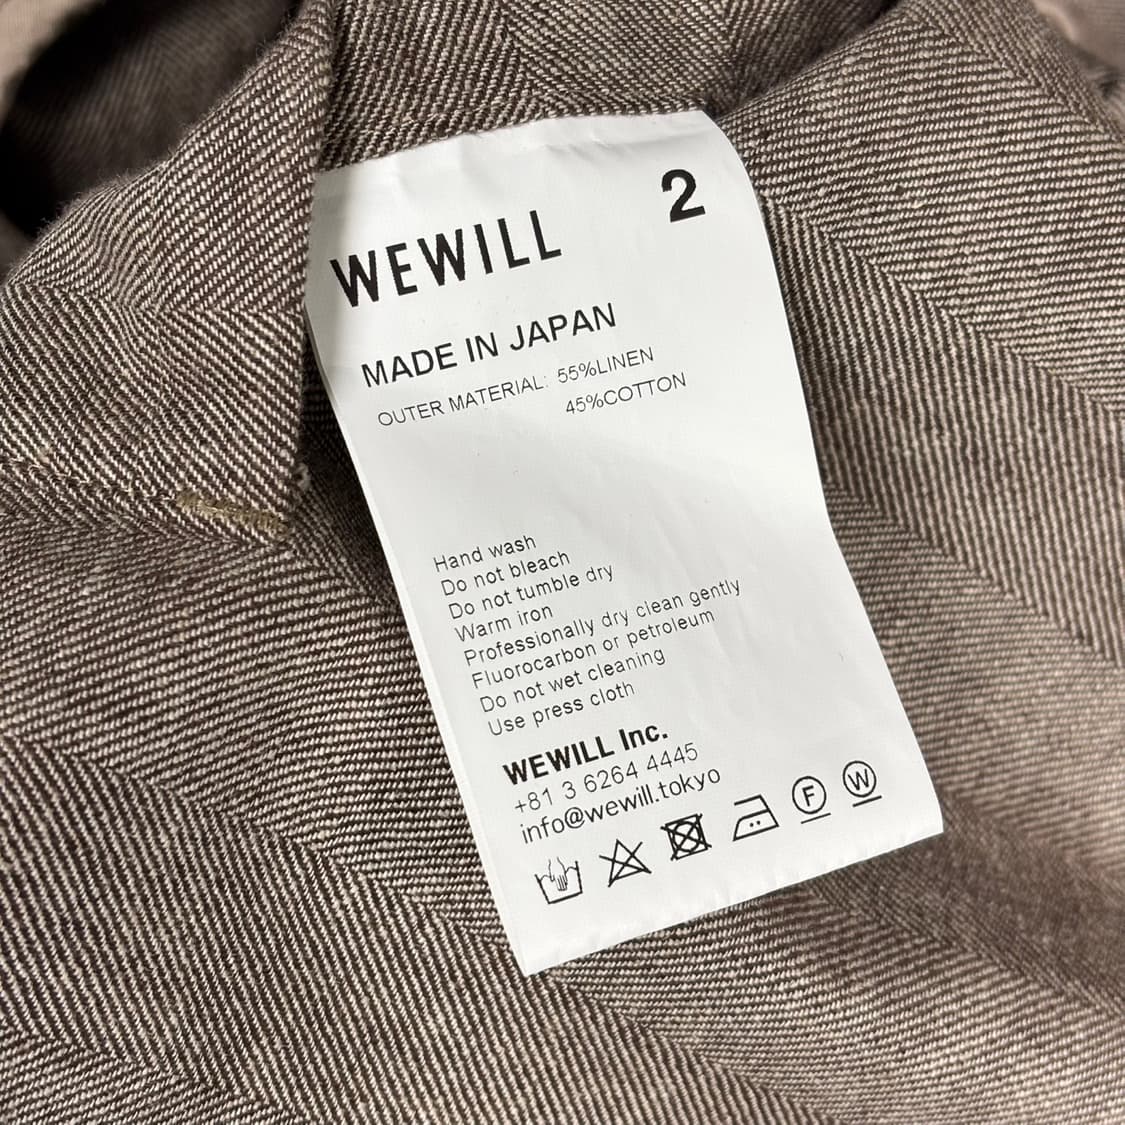 2
WEWILL
MADE IN JAPAN
OUTER MATERIAL: 55%LINEN
45%COTTON
Hand wash
Do not bleach
Do not tumble dry
Warm iron
Professionally dry clean gently
Fluorocarbon or petroleum
Do not wet cleaning
Use press cloth
WEWILL Inc.
+81 3 6264 4445
info@wewill.tokyo
F W